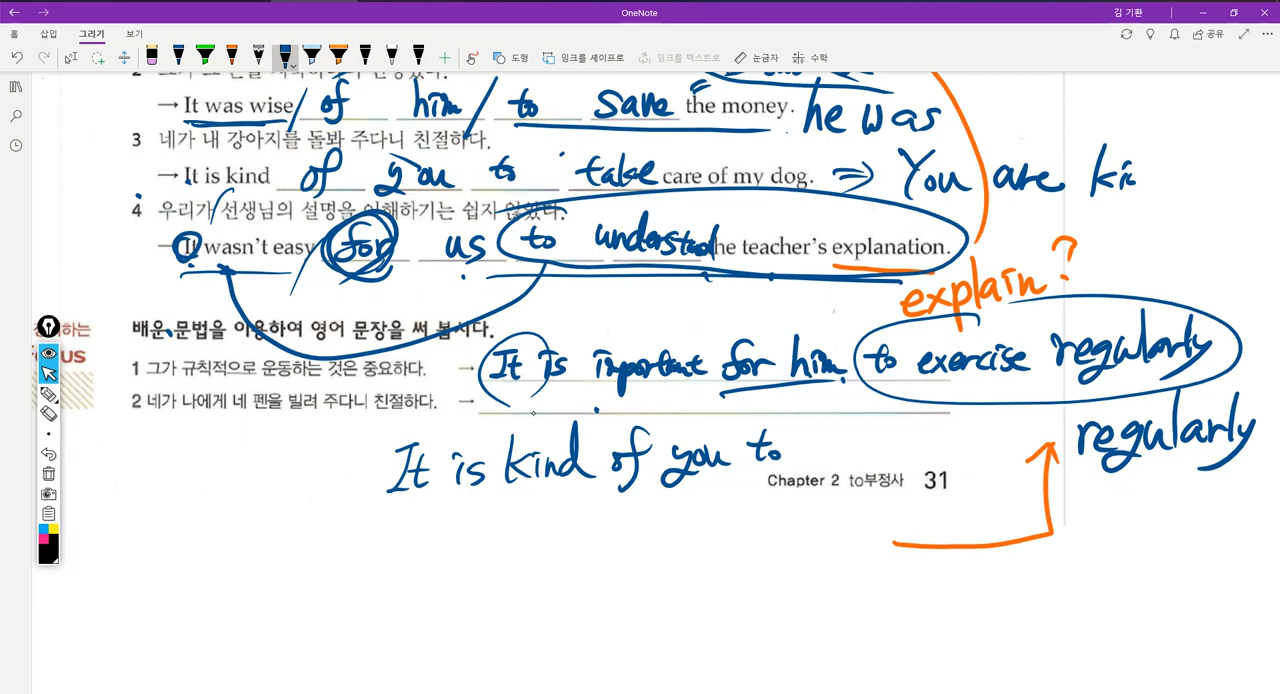 OneNote
김 기환
홈 삽입 그리기 보기
공유
도형 잉크를 셰이프로 잉크를 텍스트로 눈금자 수학
→ It was wise / of him / to save the money. he was
3 네가 내 강아지를 돌봐 주다니 친절하다.
→ It is kind of you to take care of my dog. ⇒ You are ki
4 우리가 선생님의 설명을 이해하기는 쉽지 않았다.
→ It wasn't easy for us to understand the teacher's explanation.
explain?
배운 문법을 이용하여 영어 문장을 써 봅시다.
1 그가 규칙적으로 운동하는 것은 중요하다. → It is important for him to exercise regularly
2 네가 나에게 네 펜을 빌려 주다니 친절하다. →
regularly
It is kind of you to
Chapter 2 to부정사 31